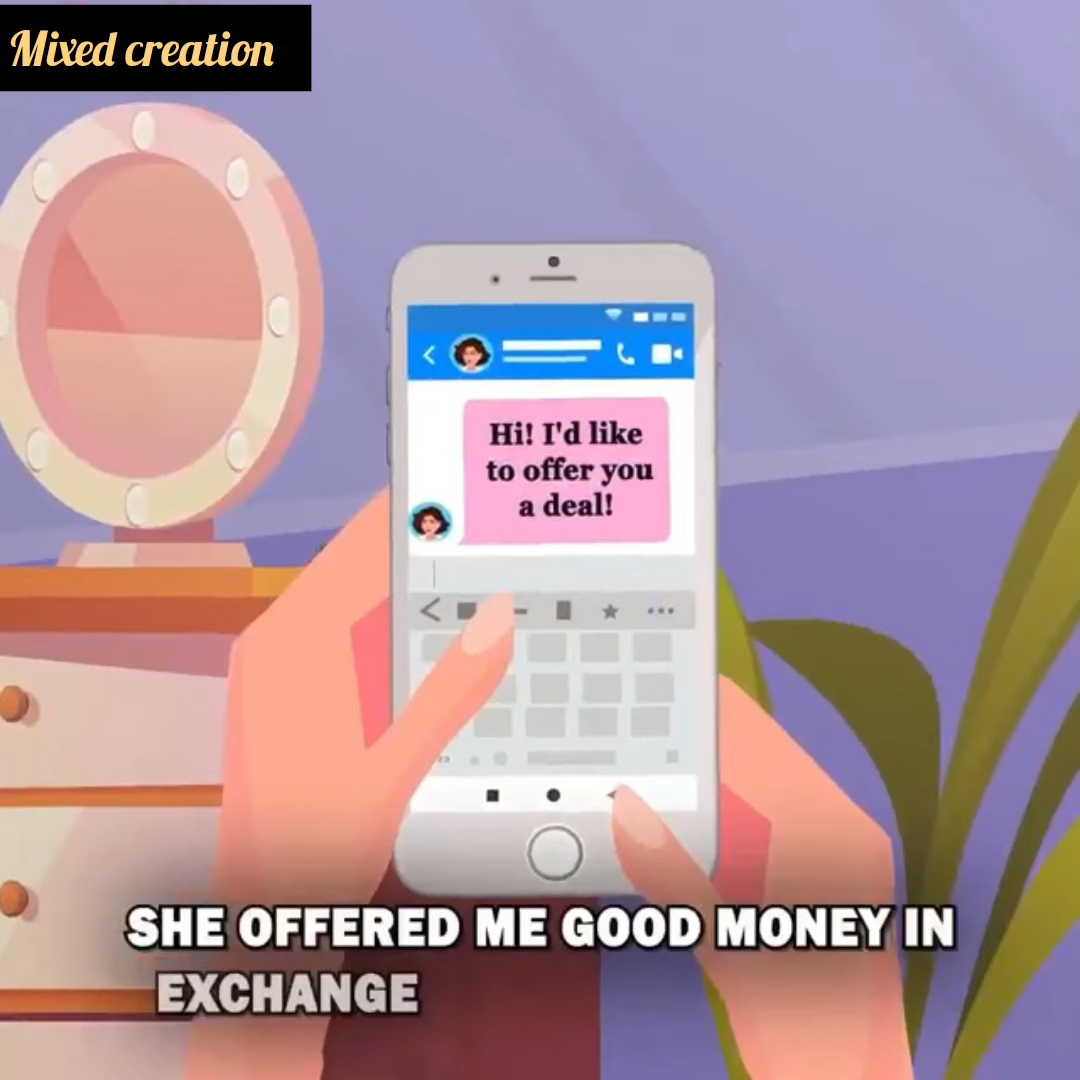 Mixed creation
Hi! I'd like
to offer you
a deal!
SHE OFFERED ME GOOD MONEY IN
EXCHANGE